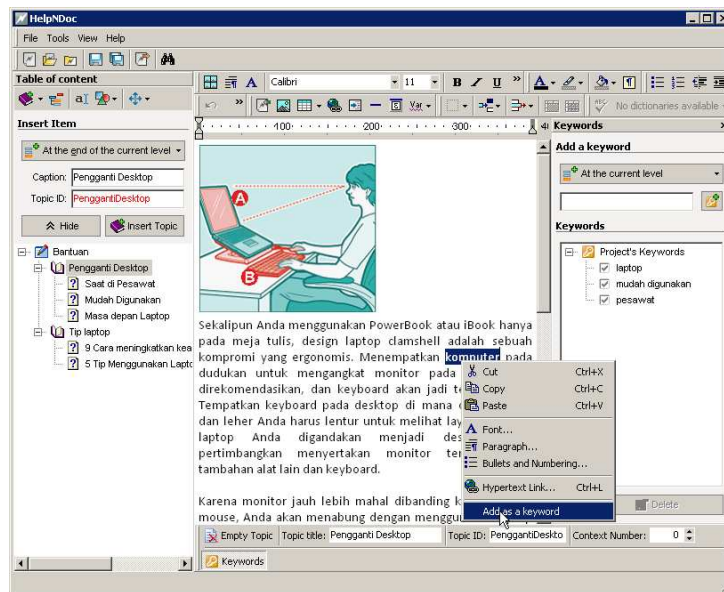 HelpNDoc
File Tools View Help
Table of content
Calibri 11 B I U » A
aI
» Var No dictionaries available
Insert Item
100 200 300
Keywords
At the end of the current level
Add a keyword
At the current level
Caption: Pengganti Desktop
Topic ID: PenggantiDesktop
Hide Insert Topic
Keywords
Bantuan
Pengganti Desktop
Saat di Pesawat
Mudah Digunakan
Masa depan Laptop
Tip laptop
9 Cara meningkatkan kea
5 Tip Menggunakan Lapto
Project's Keywords
laptop
mudah digunakan
pesawat
A
B
Sekalipun Anda menggunakan PowerBook atau iBook hanya
pada meja tulis, design laptop clamshell adalah sebuah
kompromi yang ergonomis. Menempatkan komputer pada
dudukan untuk mengangkat monitor pada
direkomendasikan, dan keyboard akan jadi
Tempatkan keyboard pada desktop di mana
dan leher Anda harus lentur untuk melihat
laptop Anda digandakan menjadi
pertimbangkan menyertakan monitor
tambahan alat lain dan keyboard.
Karena monitor jauh lebih mahal dibanding
mouse, Anda akan menabung dengan
Cut Ctrl+X
Copy Ctrl+C
Paste Ctrl+V
Font...
Paragraph...
Bullets and Numbering...
Hypertext Link... Ctrl+L
Add as a keyword
Delete
Empty Topic Topic title: Pengganti Desktop Topic ID: PenggantiDeskto Context Number: 0
Keywords